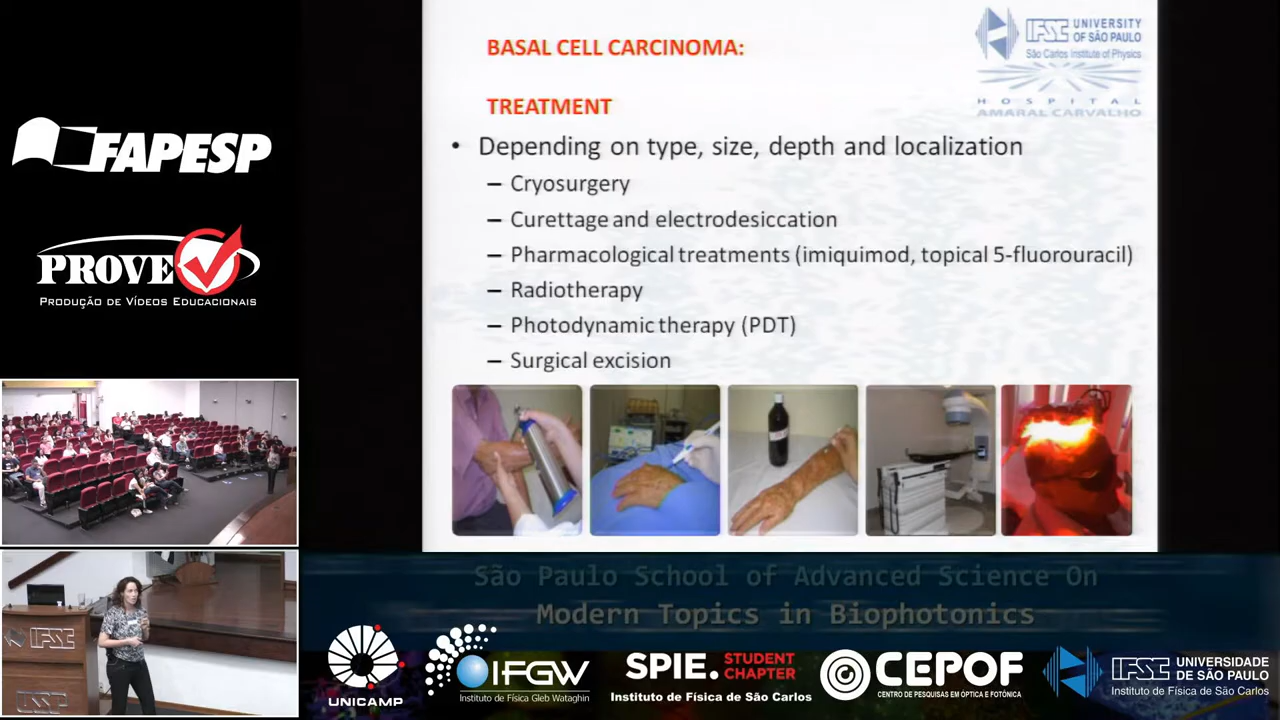 BASAL CELL CARCINOMA:
TREATMENT
• Depending on type, size, depth and localization
– Cryosurgery
– Curettage and electrodesiccation
– Pharmacological treatments (imiquimod, topical 5-fluorouracil)
– Radiotherapy
– Photodynamic therapy (PDT)
– Surgical excision
IFSC UNIVERSITY
OF SÃO PAULO
São Carlos Institute of Physics
HOSPITAL
AMARAL CARVALHO
FAPESP
PROVE
PRODUÇÃO DE VÍDEOS EDUCACIONAIS
IFSC
São Paulo School of Advanced Science On
Modern Topics in Biophotonics
UNICAMP
IFGW
Instituto de Física Gleb Wataghin
SPIE. STUDENT
CHAPTER
Instituto de Física de São Carlos
CEPOF
CENTRO DE PESQUISAS EM ÓPTICA E FOTÔNICA
IFSC UNIVERSIDADE
DE SÃO PAULO
Instituto de Física de São Carlos